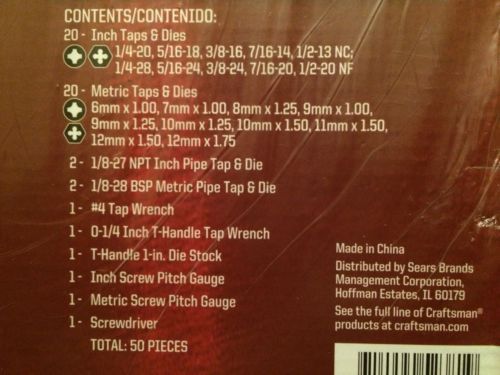 CONTENTS/CONTENIDO:
20 - Inch Taps & Dies
1/4-20, 5/16-18, 3/8-16, 7/16-14, 1/2-13 NC;
1/4-28, 5/16-24, 3/8-24, 7/16-20, 1/2-20 NF
20 - Metric Taps & Dies
6mm x 1.00, 7mm x 1.00, 8mm x 1.25, 9mm x 1.00,
9mm x 1.25, 10mm x 1.25, 10mm x 1.50, 11mm x 1.50,
12mm x 1.50, 12mm x 1.75
2 - 1/8-27 NPT Inch Pipe Tap & Die
2 - 1/8-28 BSP Metric Pipe Tap & Die
1 - #4 Tap Wrench
1 - 0-1/4 Inch T-Handle Tap Wrench
1 - T-Handle 1-in. Die Stock
1 - Inch Screw Pitch Gauge
1 - Metric Screw Pitch Gauge
1 - Screwdriver
TOTAL: 50 PIECES
Made in China
Distributed by Sears Brands
Management Corporation,
Hoffman Estates, IL 60179
See the full line of Craftsman®
products at craftsman.com